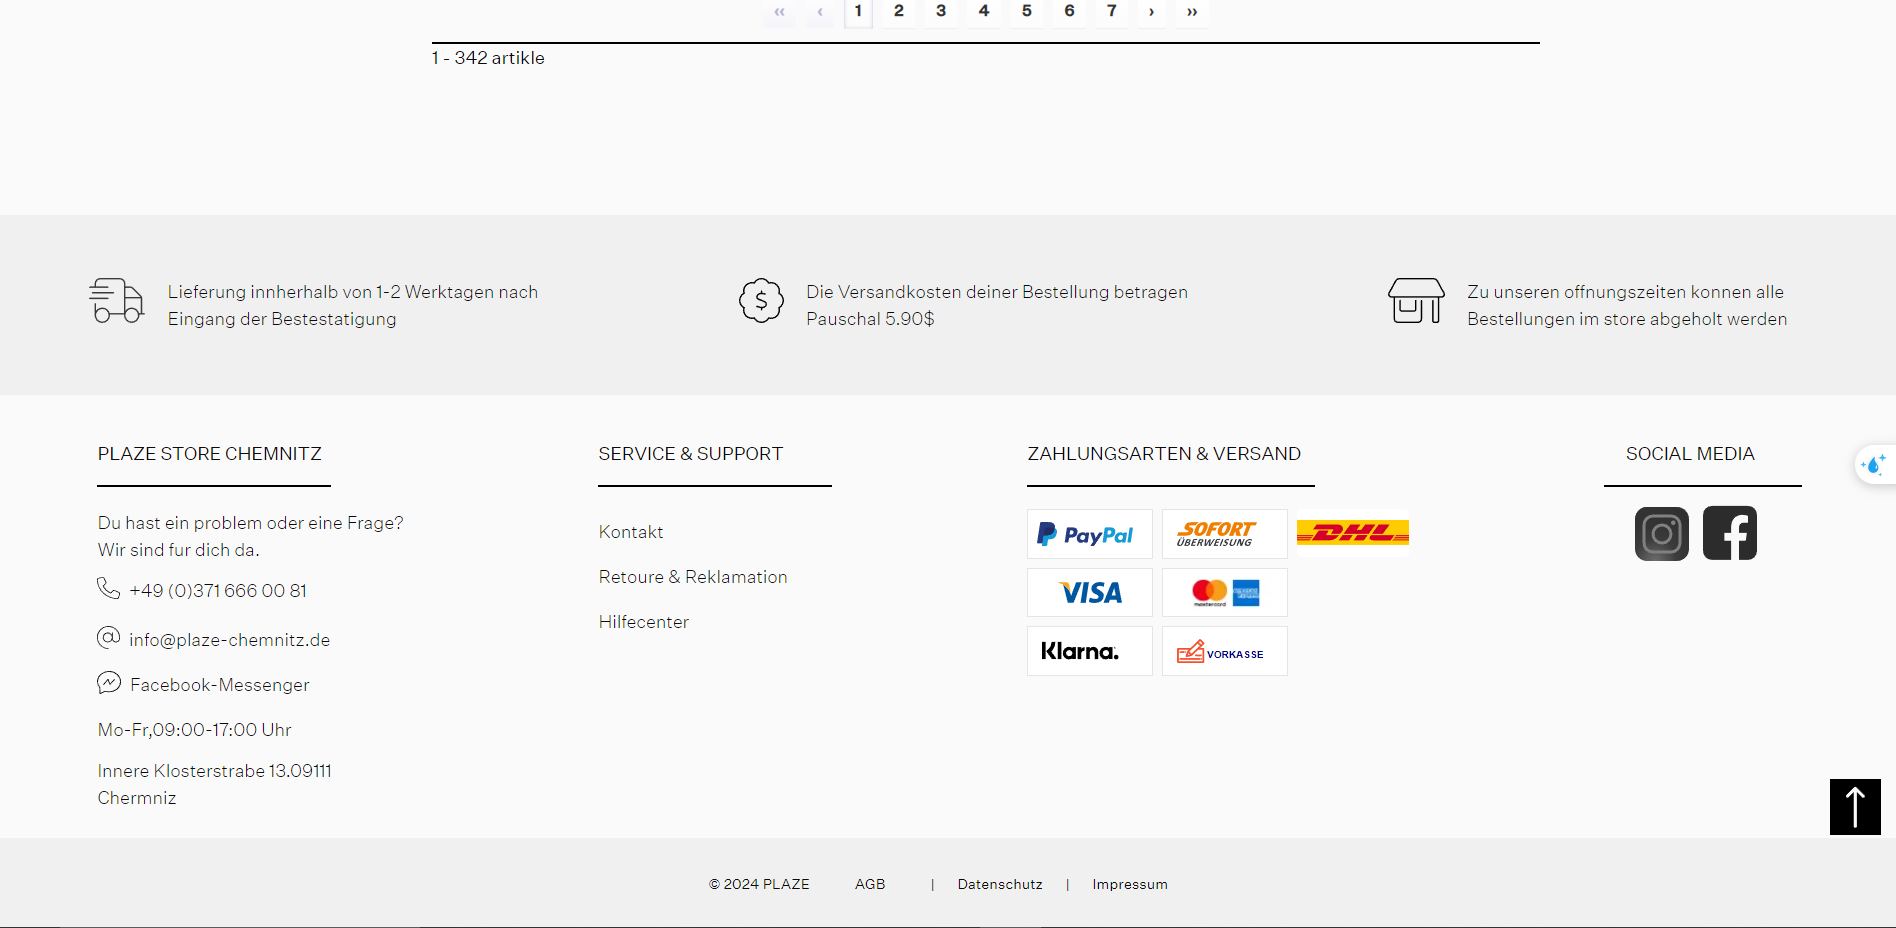 « ‹ 1 2 3 4 5 6 7 › »
1 - 342 artikle
Lieferung innherhalb von 1-2 Werktagen nach
Eingang der Bestestatigung
Die Versandkosten deiner Bestellung betragen
Pauschal 5.90$
Zu unseren offnungszeiten konnen alle
Bestellungen im store abgeholt werden
PLAZE STORE CHEMNITZ
Du hast ein problem oder eine Frage?
Wir sind fur dich da.
+49 (0)371 666 00 81
info@plaze-chemnitz.de
Facebook-Messenger
Mo-Fr,09:00-17:00 Uhr
Innere Klosterstrabe 13.09111
Chermniz
SERVICE & SUPPORT
Kontakt
Retoure & Reklamation
Hilfecenter
ZAHLUNGSARTEN & VERSAND
PayPal
SOFORT
ÜBERWEISUNG
DHL
VISA
mastercard
Klarna.
VORKASSE
SOCIAL MEDIA
© 2024 PLAZE AGB | Datenschutz | Impressum